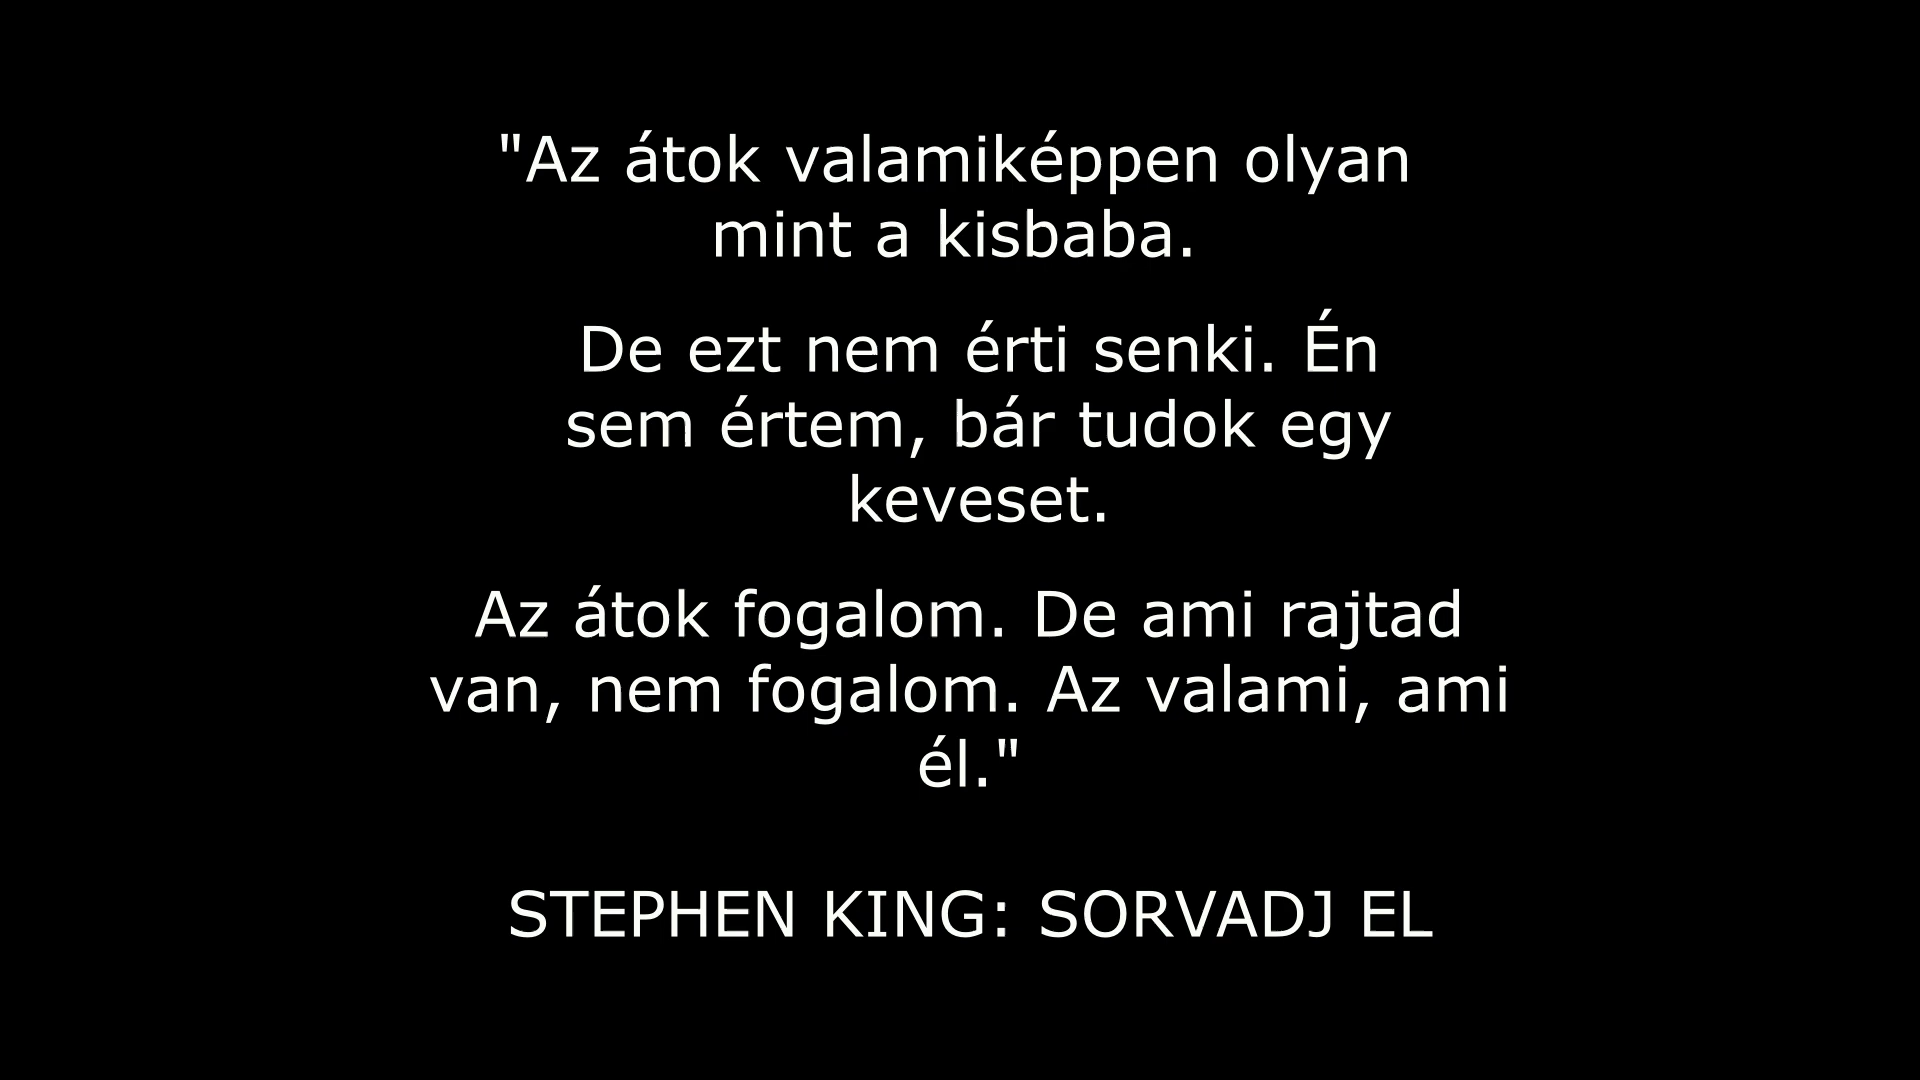 "Az átok valamiképpen olyan
mint a kisbaba.
De ezt nem érti senki. Én
sem értem, bár tudok egy
keveset.
Az átok fogalom. De ami rajtad
van, nem fogalom. Az valami, ami
él."
STEPHEN KING: SORVADJ EL